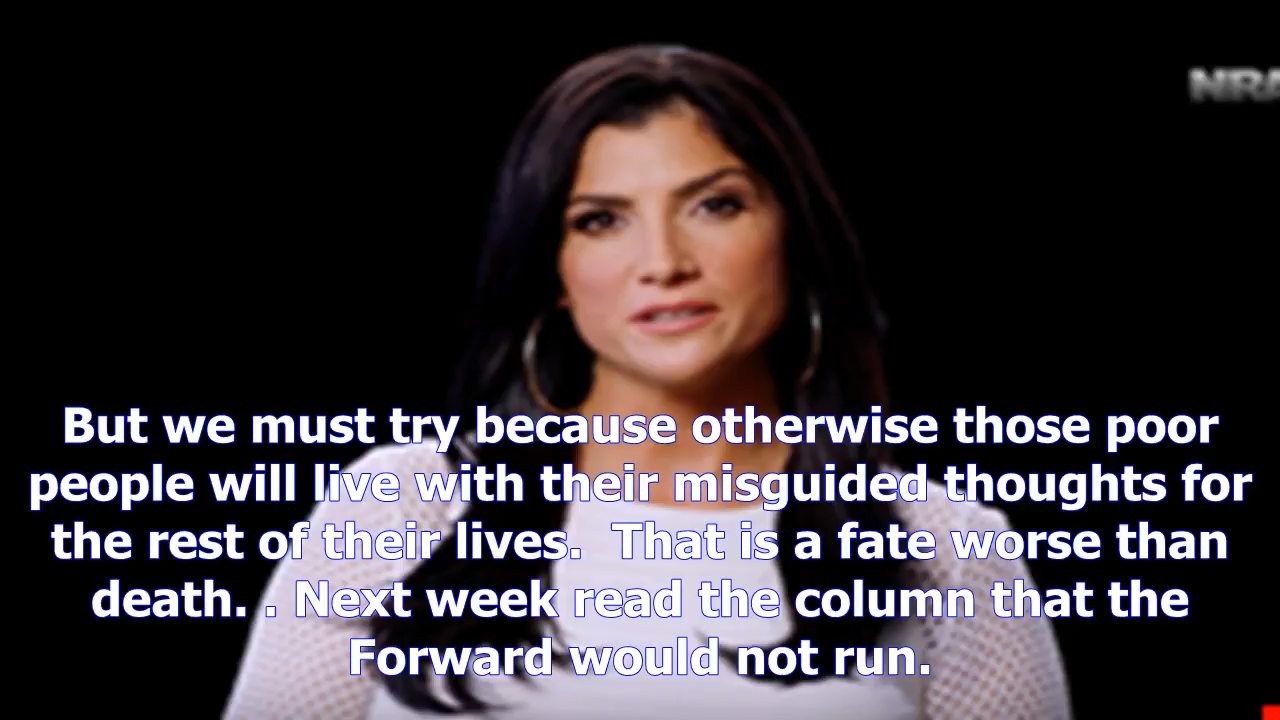 NRA
But we must try because otherwise those poor
people will live with their misguided thoughts for
the rest of their lives.  That is a fate worse than
death. . Next week read the column that the
Forward would not run.